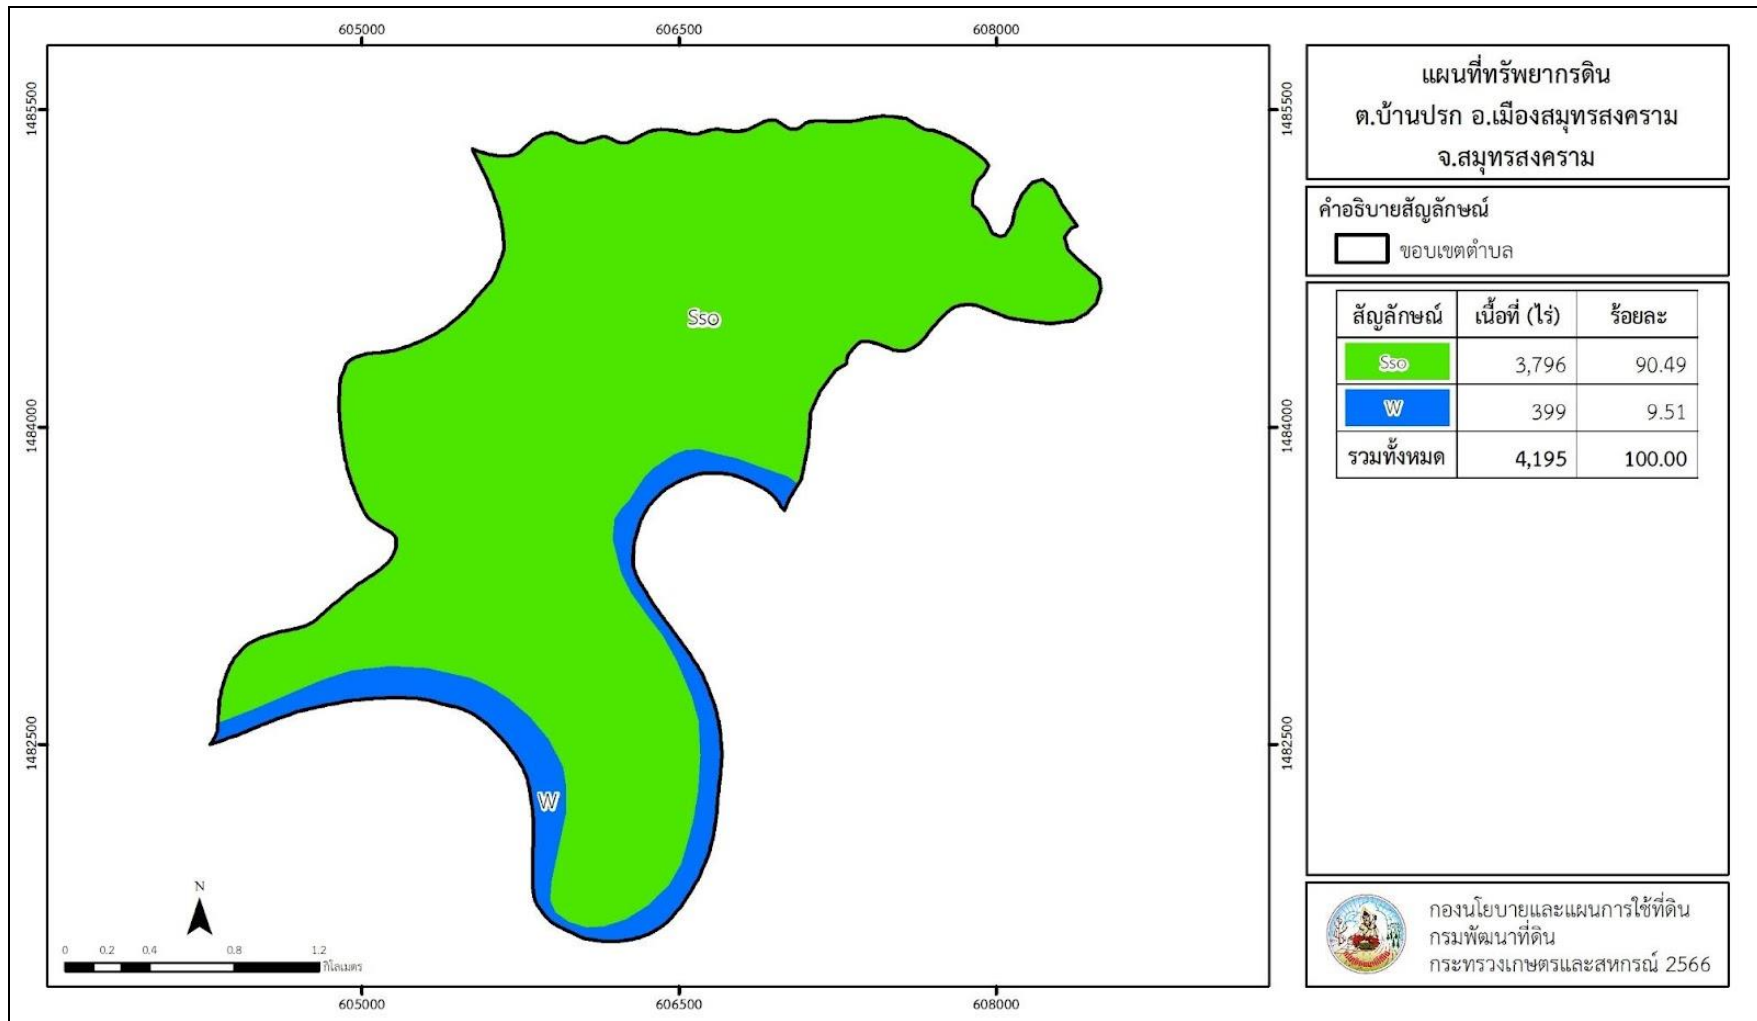 605000 606500 608000
แผนที่ทรัพยากรดิน
ต.บ้านปรก อ.เมืองสมุทรสงคราม
จ.สมุทรสงคราม
คำอธิบายสัญลักษณ์
ขอบเขตตำบล
สัญลักษณ์ เนื้อที่ (ไร่) ร้อยละ
Sso 3,796 90.49
W 399 9.51
รวมทั้งหมด 4,195 100.00
1485500
1484000
1482500
1485500
1484000
1482500
Sso
W
N
0 0.2 0.4 0.8 1.2
กิโลเมตร
605000 606500 608000
กองนโยบายและแผนการใช้ที่ดิน
กรมพัฒนาที่ดิน
กระทรวงเกษตรและสหกรณ์ 2566